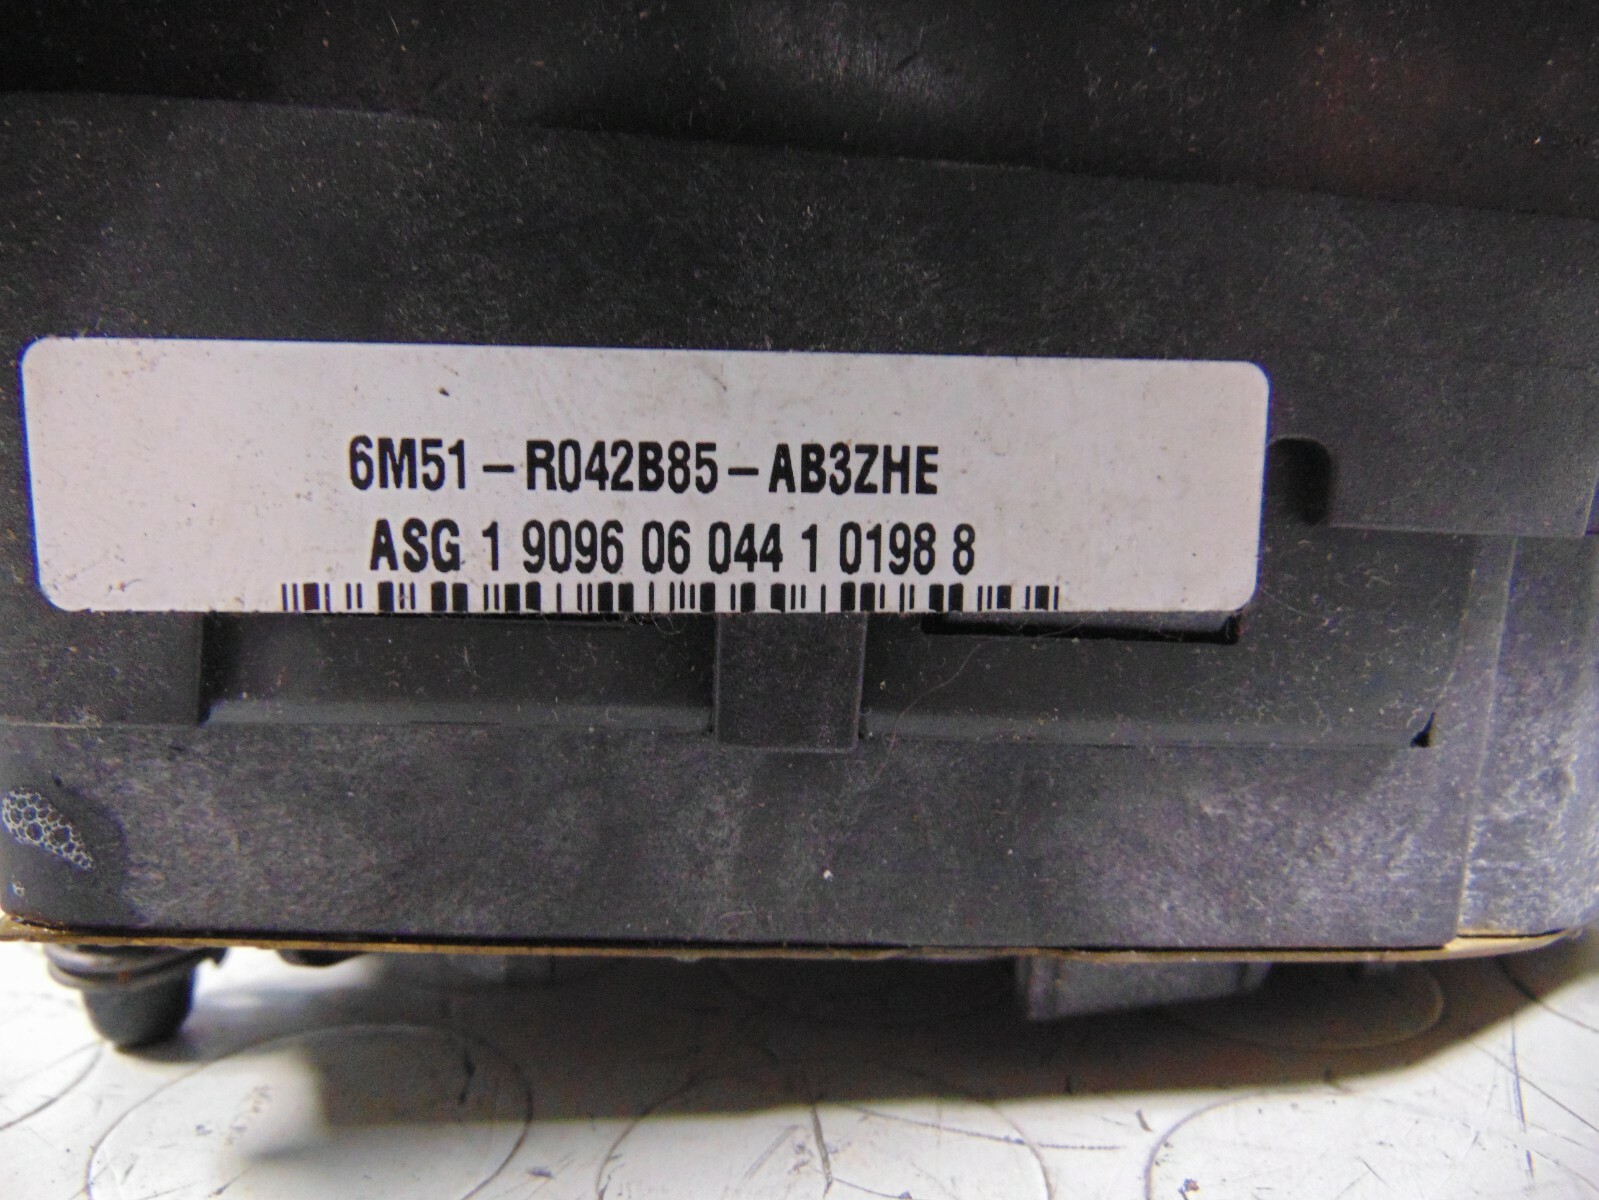 6M51-R042B85-AB3ZHE
ASG 1 9096 06 044 1 0198 8